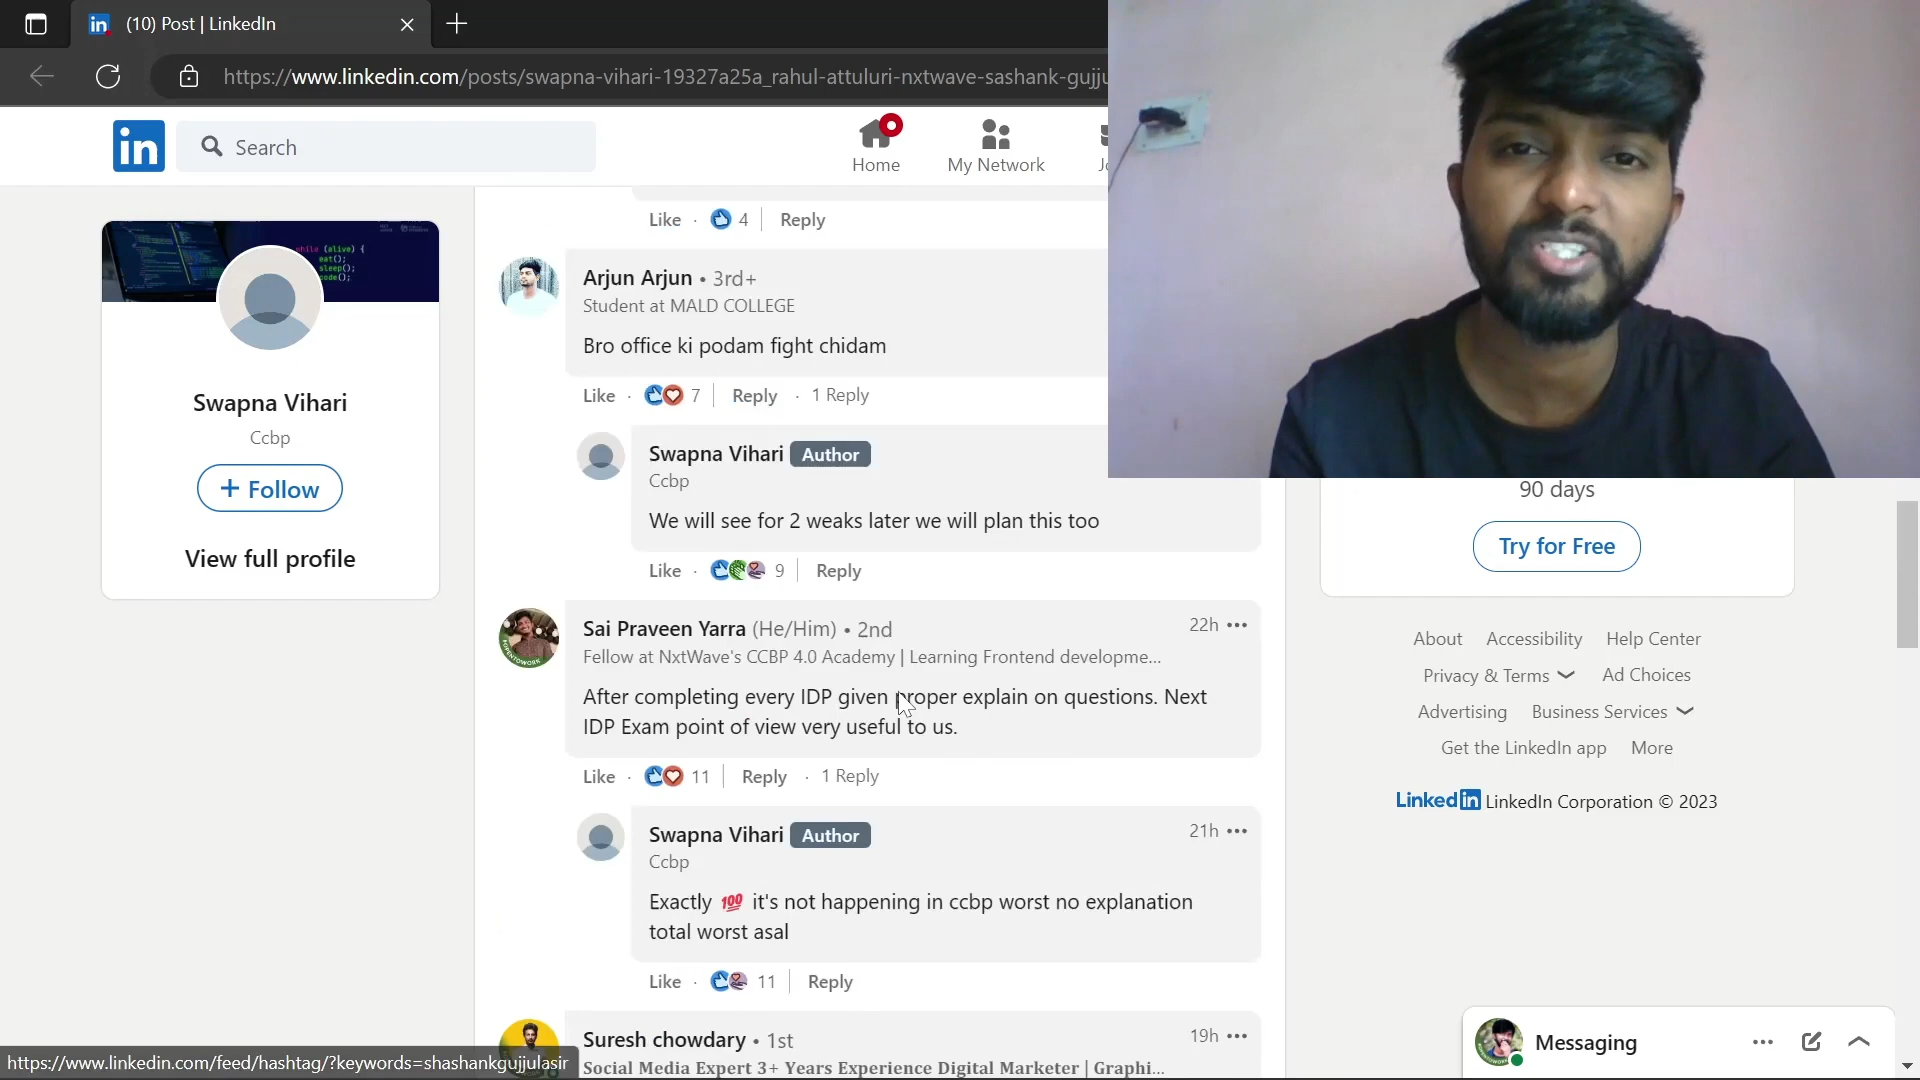 (10) Post | LinkedIn
https://www.linkedin.com/posts/swapna-vihari-19327a25a_rahul-attuluri-nxtwave-sashank-gujju
in
Search
Home
My Network
Like · 4 | Reply
while (alive) {
eat();
sleep();
code();
Swapna Vihari
Ccbp
+ Follow
View full profile
Arjun Arjun • 3rd+
Student at MALD COLLEGE
Bro office ki podam fight chidam
Like · 7 | Reply · 1 Reply
Swapna Vihari Author
Ccbp
We will see for 2 weaks later we will plan this too
Like · 9 | Reply
Sai Praveen Yarra (He/Him) • 2nd
22h •••
Fellow at NxtWave's CCBP 4.0 Academy | Learning Frontend developme...
After completing every IDP given proper explain on questions. Next
IDP Exam point of view very useful to us.
Like · 11 | Reply · 1 Reply
Swapna Vihari Author
21h •••
Ccbp
Exactly 💯 it's not happening in ccbp worst no explanation
total worst asal
Like · 11 | Reply
Suresh chowdary • 1st
19h •••
Social Media Expert 3+ Years Experience Digital Marketer | Graphi...
90 days
Try for Free
About Accessibility Help Center
Privacy & Terms Ad Choices
Advertising Business Services
Get the LinkedIn app More
LinkedIn LinkedIn Corporation © 2023
Messaging •••
https://www.linkedin.com/feed/hashtag/?keywords=shashankgujjulasir